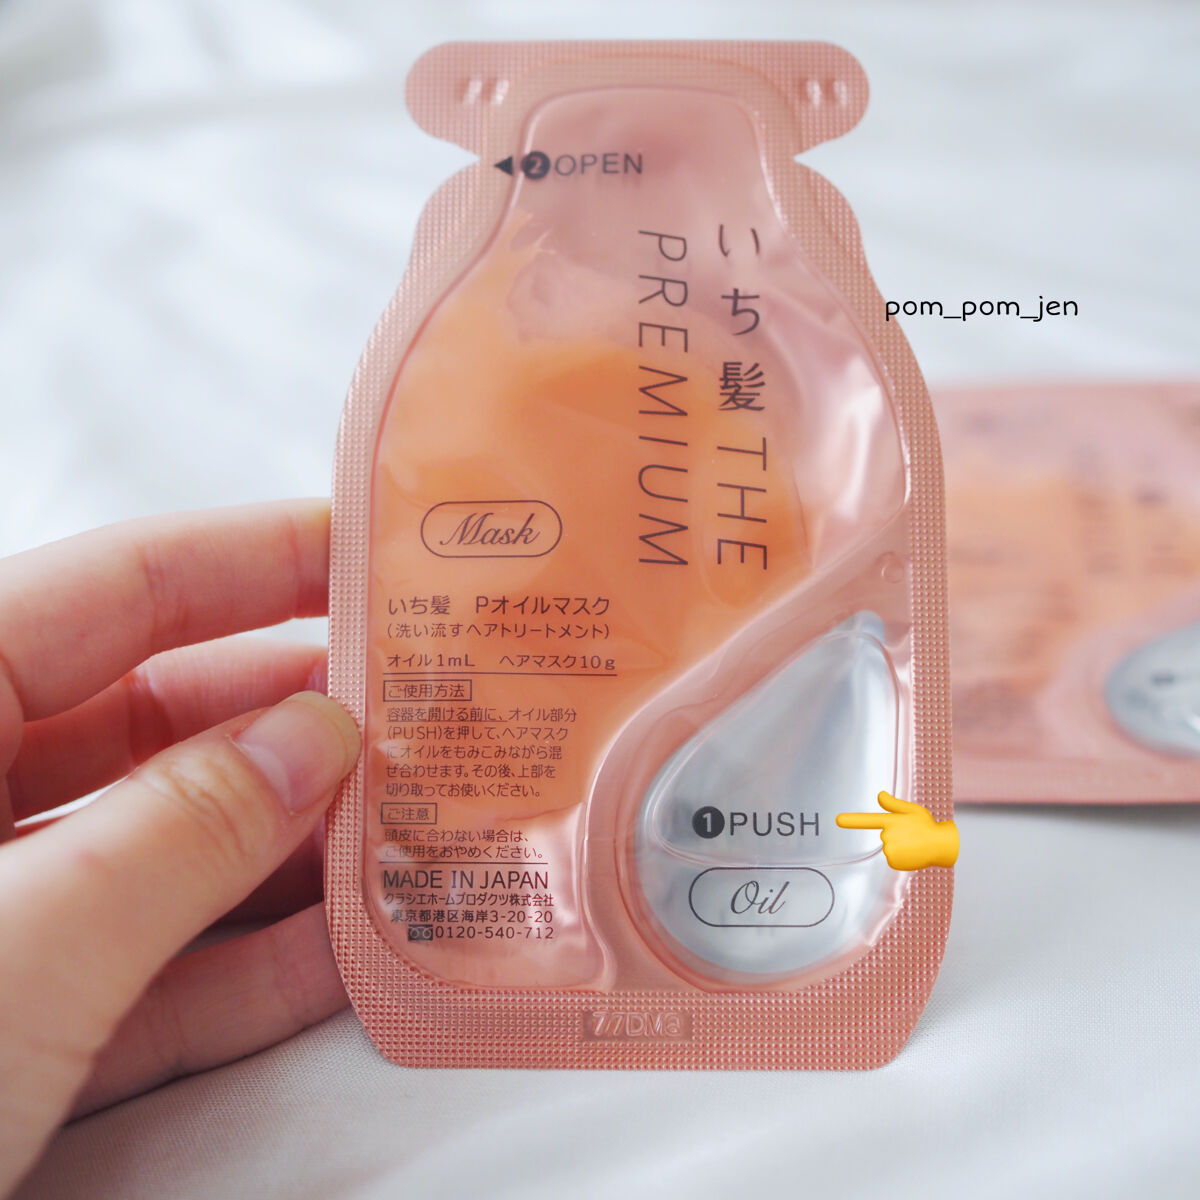 ❷OPEN
いち髪 THE
PREMIUM
pom_pom_jen
Mask
いち髪 Pオイルマスク
(洗い流すヘアトリートメント)
オイル1mL ヘアマスク10g
ご使用方法
容器を開ける前に、オイル部分
(PUSH)を押して、ヘアマスク
にオイルをもみこみながら混
ぜ合わせます。その後、上部を
切り取ってお使いください。
ご注意
頭皮に合わない場合は、
ご使用をおやめください。
MADE IN JAPAN
クラシエホームプロダクツ株式会社
東京都港区海岸3-20-20
0120-540-712
❶PUSH
Oil
77DMa